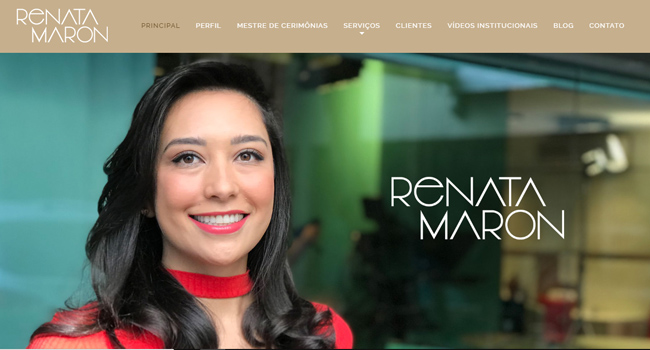 RENATA
MARON
PRINCIPAL PERFIL MESTRE DE CERIMÔNIAS SERVIÇOS CLIENTES VÍDEOS INSTITUCIONAIS BLOG CONTATO
RENATA
MARON